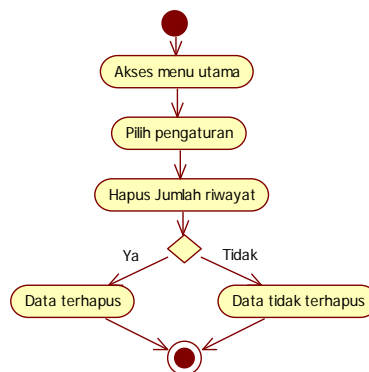 Akses menu utama
Pilih pengaturan
Hapus Jumlah riwayat
Ya
Tidak
Data terhapus
Data tidak terhapus